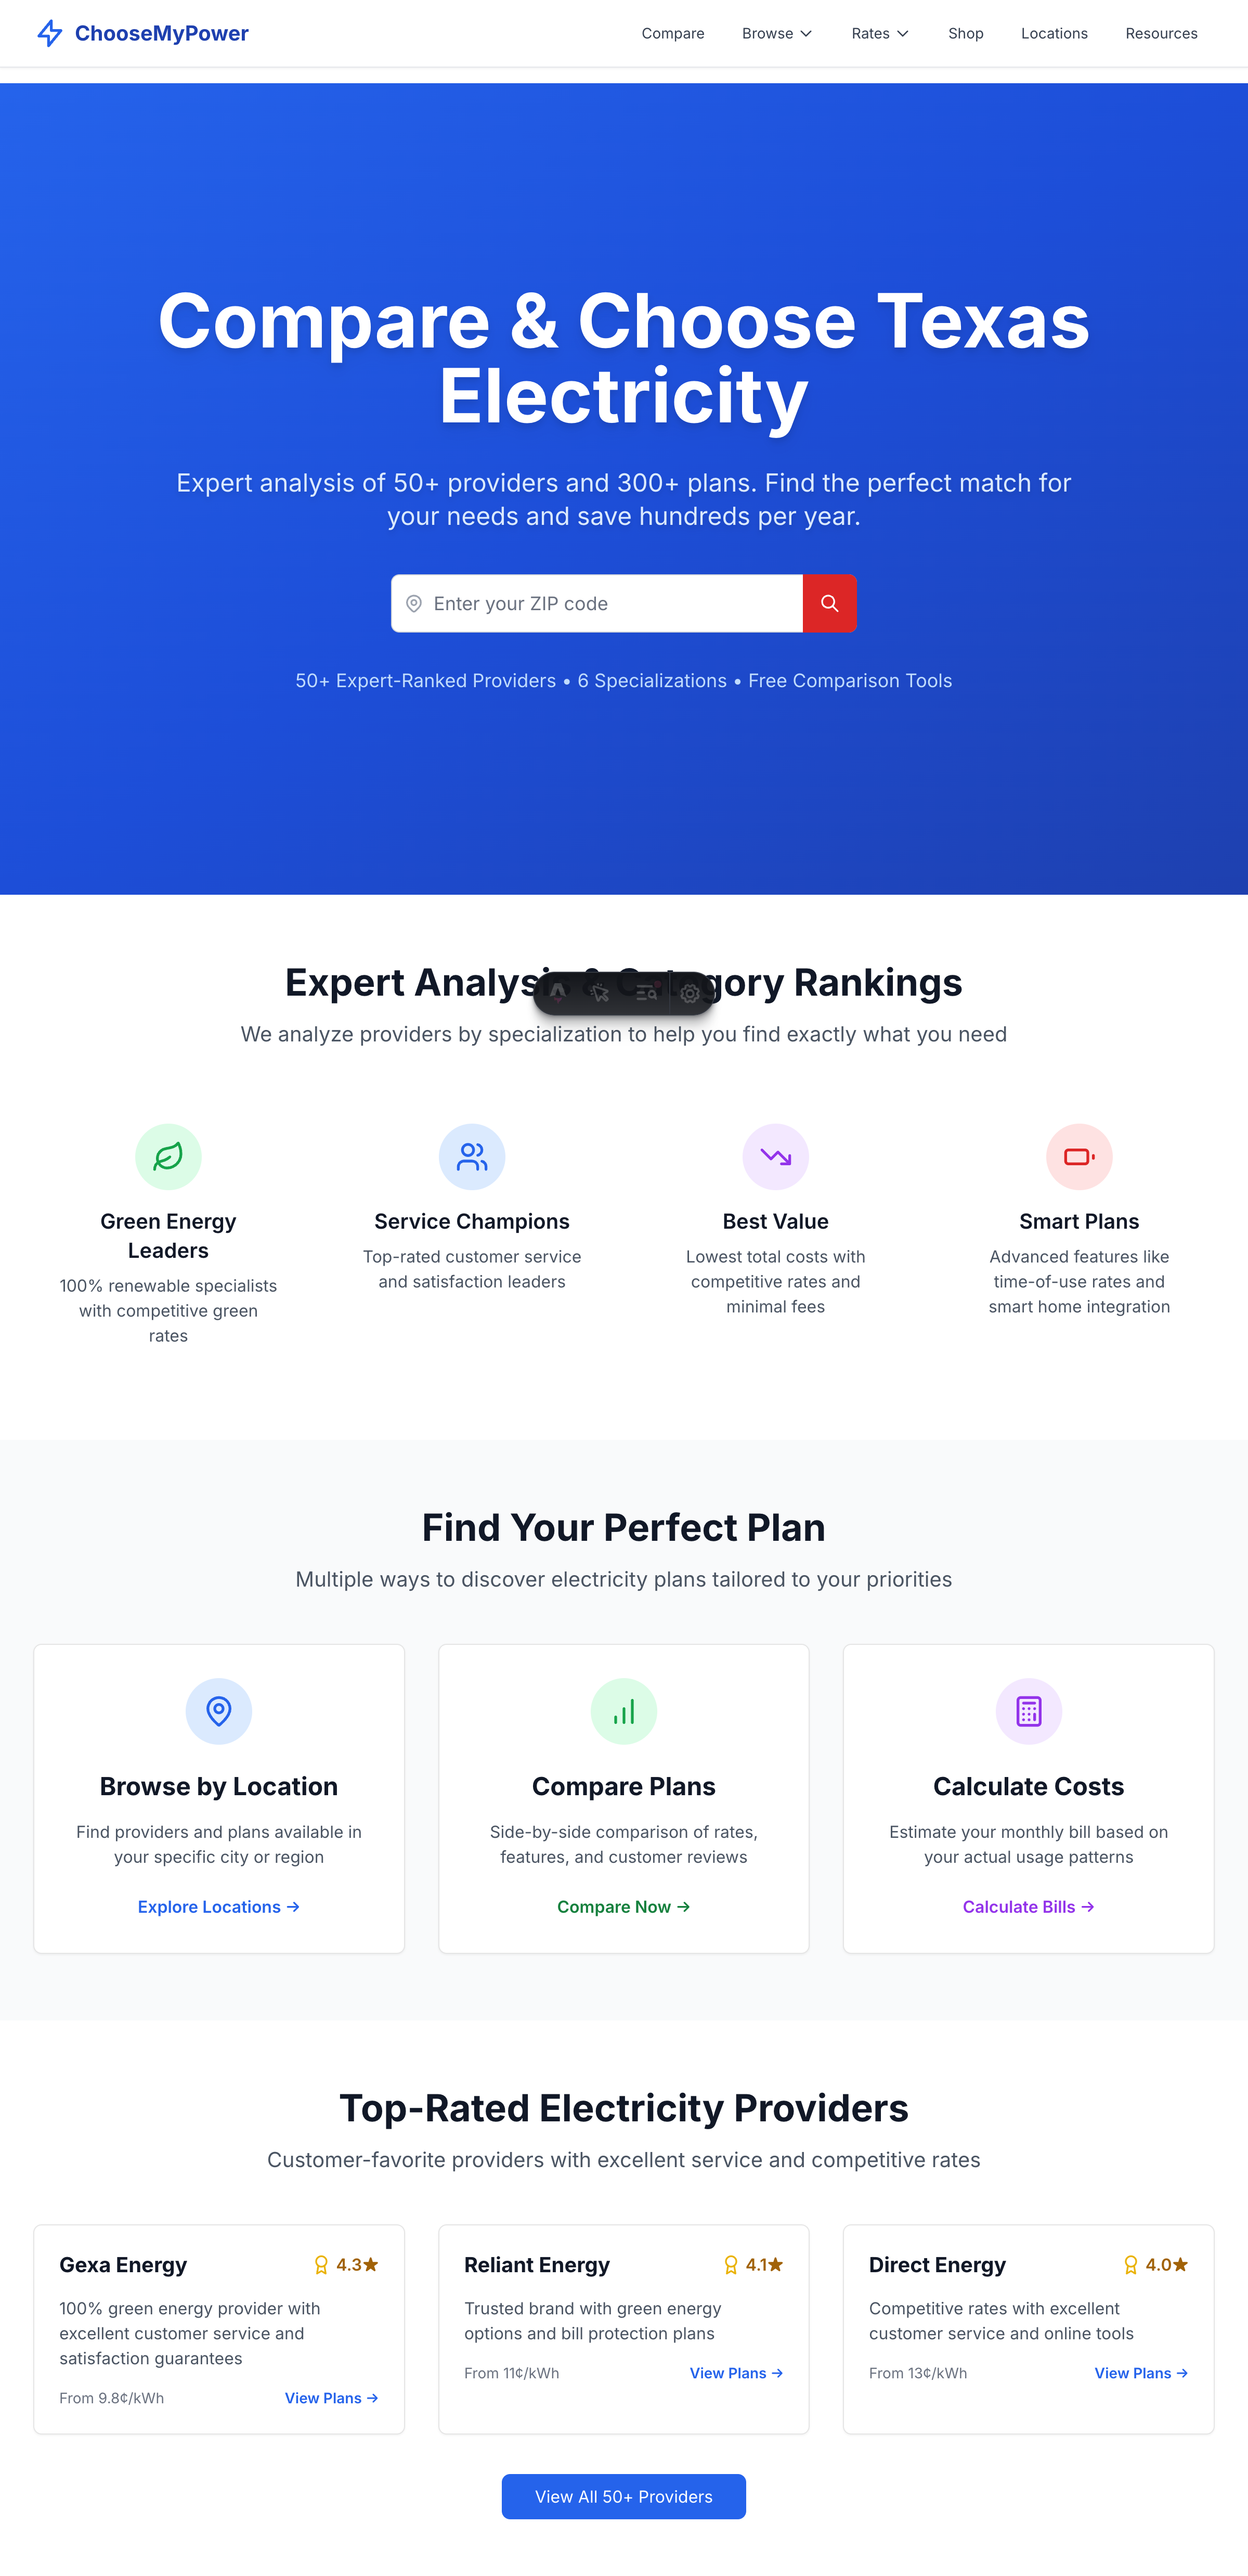 ChooseMyPower
Compare
Browse
Rates
Shop
Locations
Resources
Compare & Choose Texas
Electricity
Expert analysis of 50+ providers and 300+ plans. Find the perfect match for
your needs and save hundreds per year.
Enter your ZIP code
50+ Expert-Ranked Providers • 6 Specializations • Free Comparison Tools
Expert Analysis & Category Rankings
We analyze providers by specialization to help you find exactly what you need
Green Energy
Leaders
100% renewable specialists
with competitive green
rates
Service Champions
Top-rated customer service
and satisfaction leaders
Best Value
Lowest total costs with
competitive rates and
minimal fees
Smart Plans
Advanced features like
time-of-use rates and
smart home integration
Find Your Perfect Plan
Multiple ways to discover electricity plans tailored to your priorities
Browse by Location
Find providers and plans available in
your specific city or region
Explore Locations →
Compare Plans
Side-by-side comparison of rates,
features, and customer reviews
Compare Now →
Calculate Costs
Estimate your monthly bill based on
your actual usage patterns
Calculate Bills →
Top-Rated Electricity Providers
Customer-favorite providers with excellent service and competitive rates
Gexa Energy
4.3★
100% green energy provider with
excellent customer service and
satisfaction guarantees
From 9.8¢/kWh
View Plans →
Reliant Energy
4.1★
Trusted brand with green energy
options and bill protection plans
From 11¢/kWh
View Plans →
Direct Energy
4.0★
Competitive rates with excellent
customer service and online tools
From 13¢/kWh
View Plans →
View All 50+ Providers